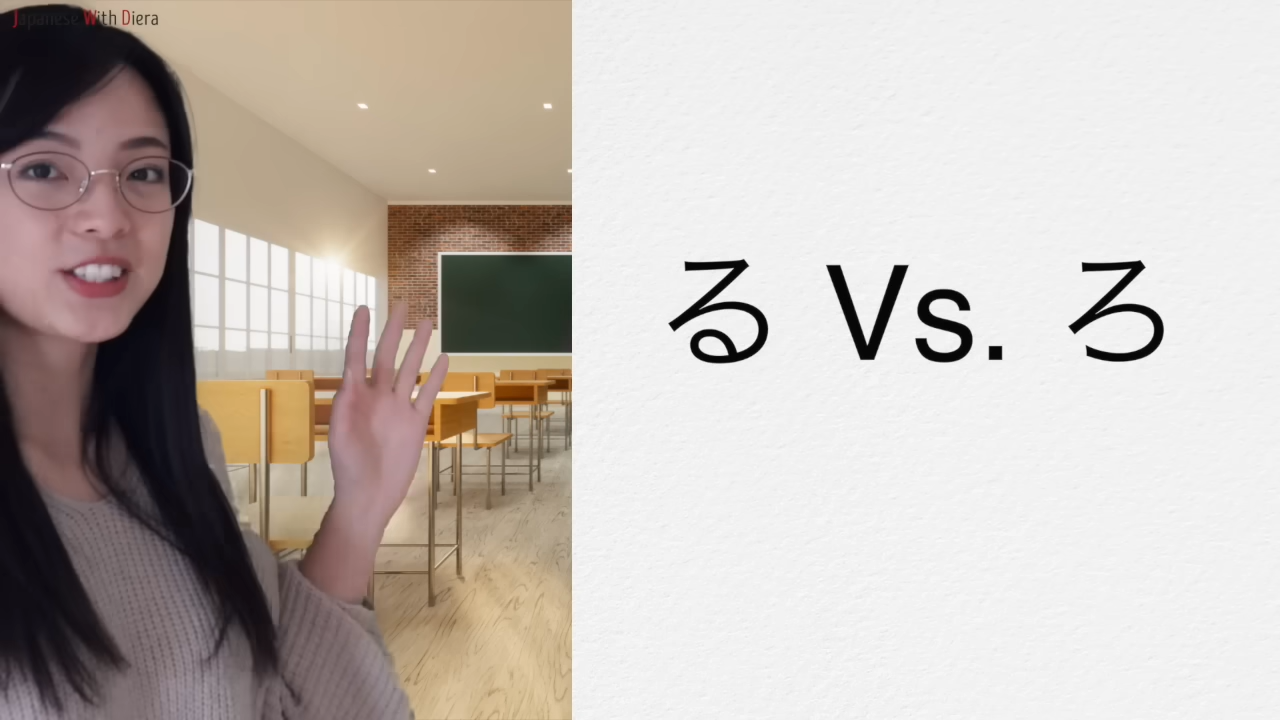 Japanese With Diera
る Vs. ろ